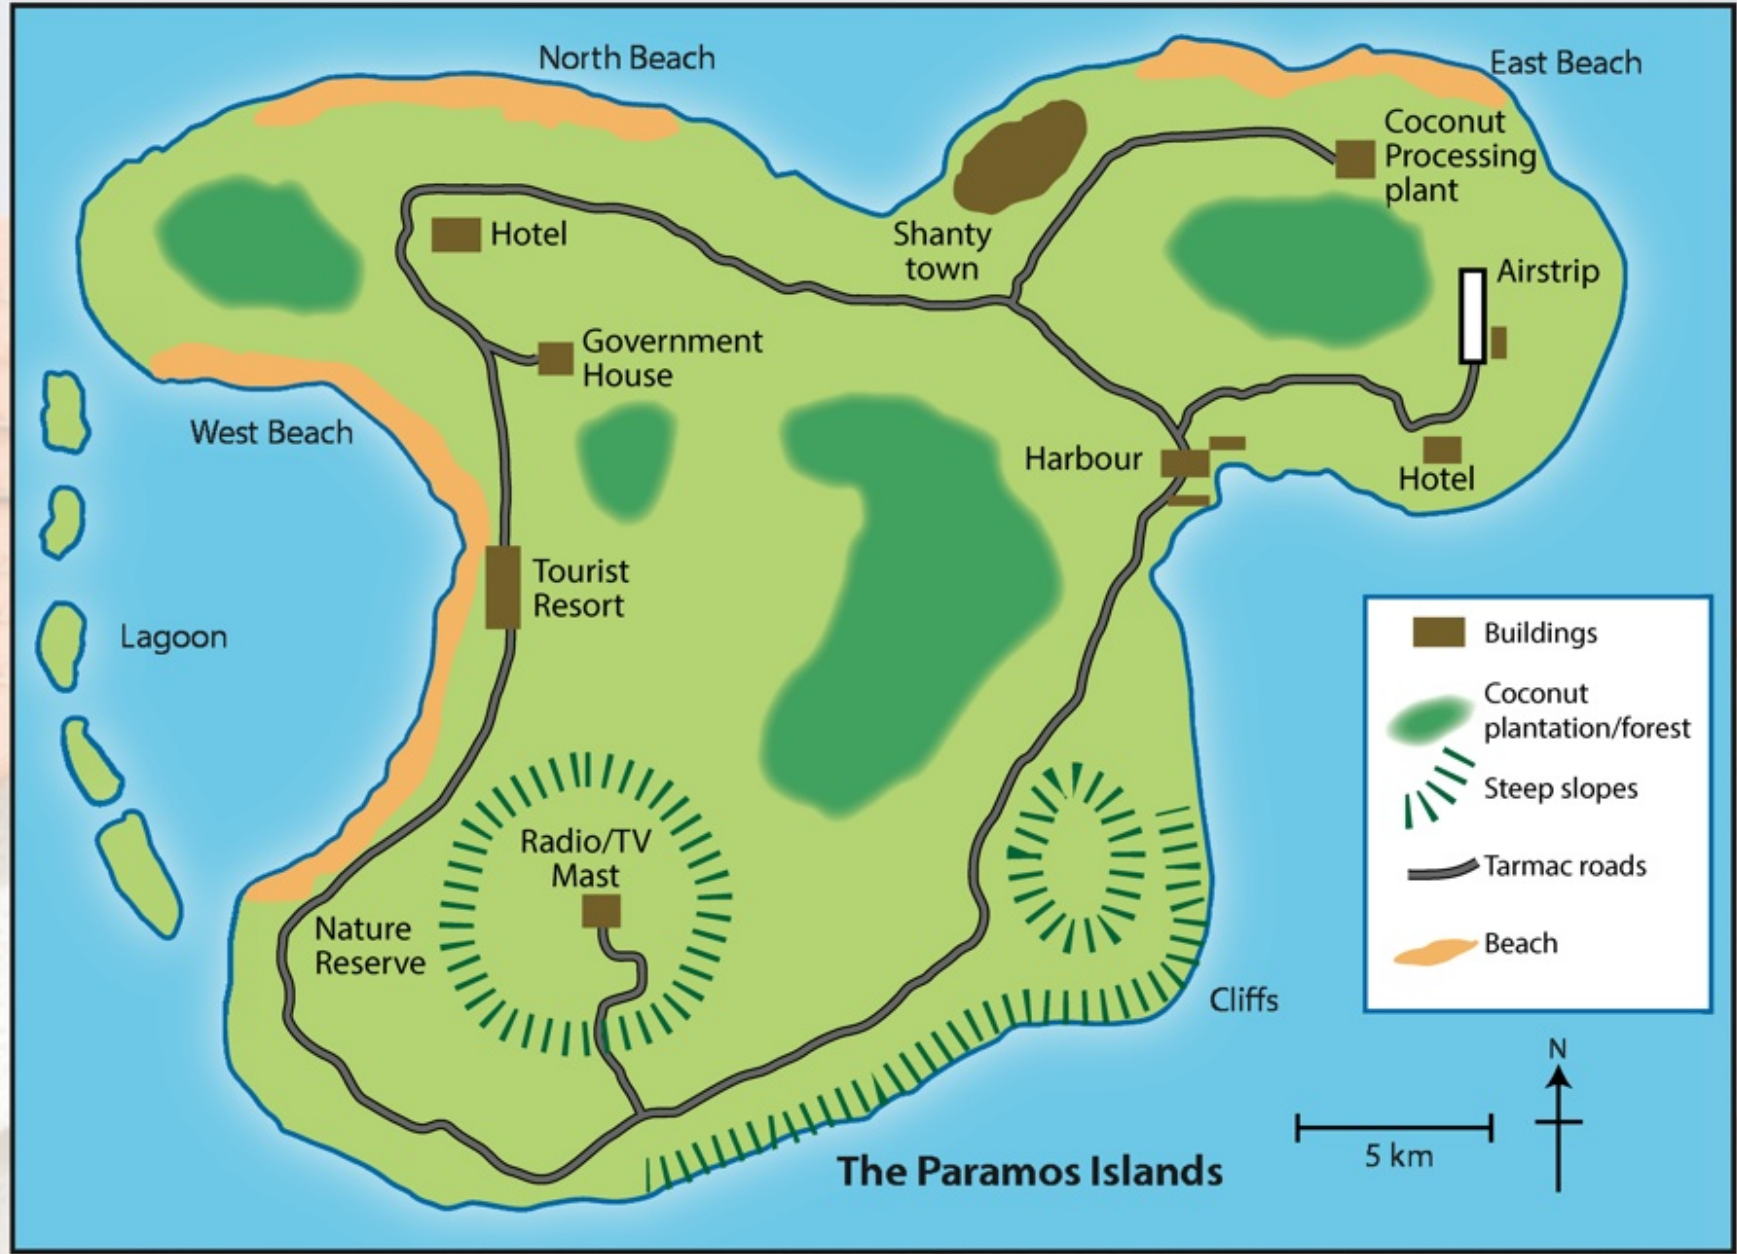 North Beach
East Beach
Coconut
Processing
plant
Shanty
town
Hotel
Airstrip
Government
House
West Beach
Harbour
Hotel
Tourist
Resort
Lagoon
Buildings
Coconut
plantation/forest
Steep slopes
Tarmac roads
Beach
Radio/TV
Mast
Nature
Reserve
Cliffs
N
5 km
The Paramos Islands